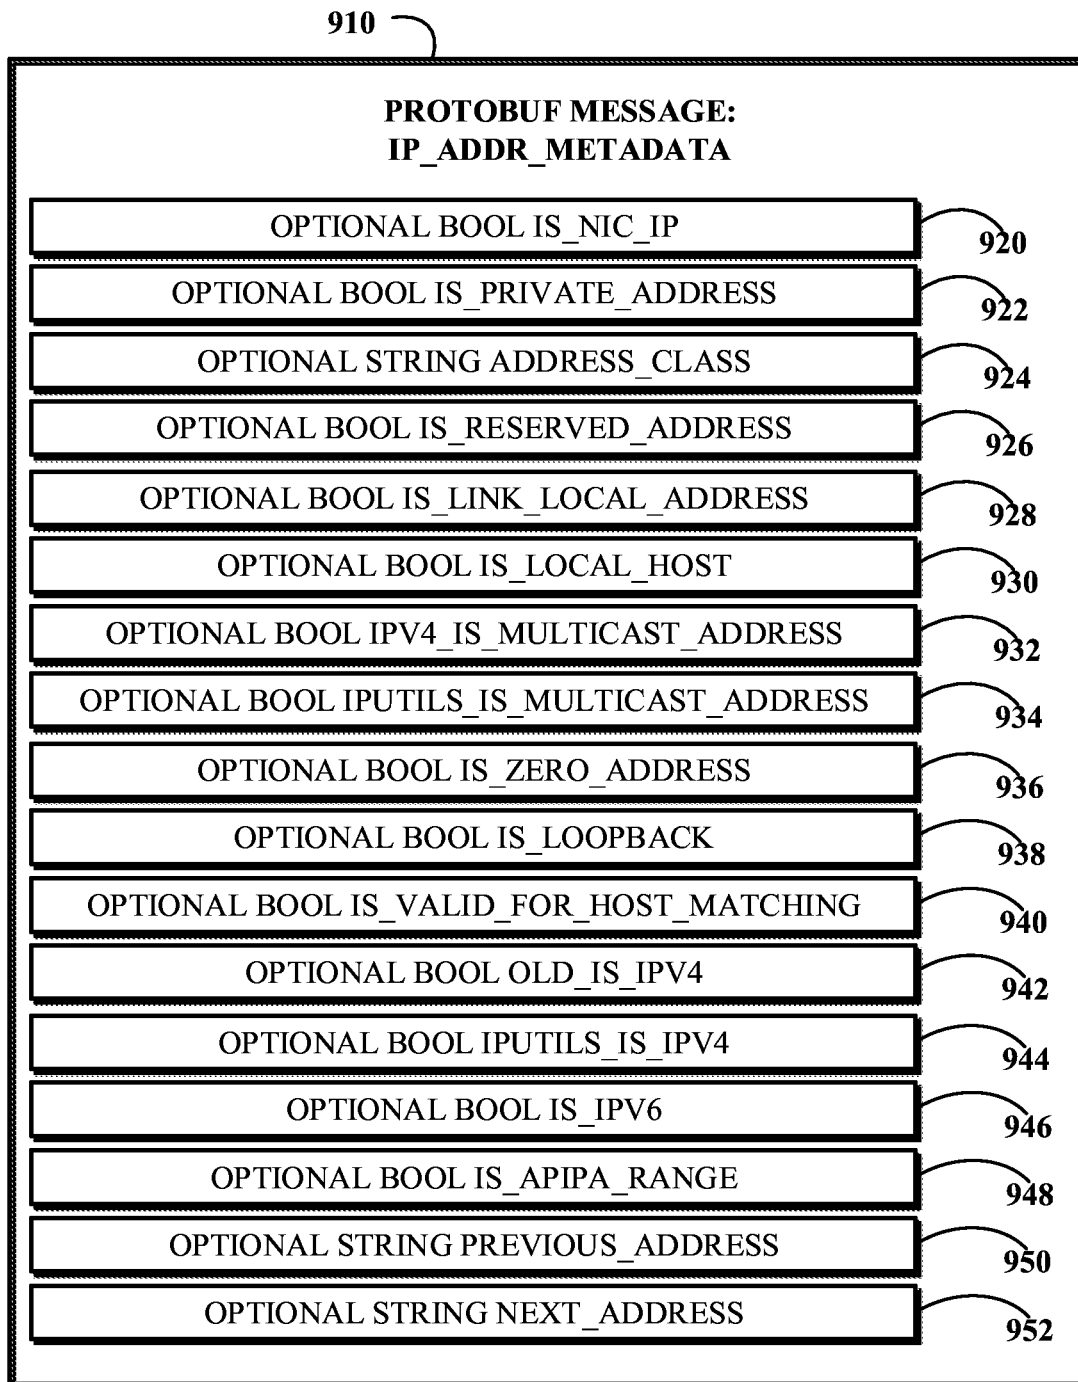 910
PROTOBUF MESSAGE:
IP_ADDR_METADATA
OPTIONAL BOOL IS_NIC_IP 920
OPTIONAL BOOL IS_PRIVATE_ADDRESS 922
OPTIONAL STRING ADDRESS_CLASS 924
OPTIONAL BOOL IS_RESERVED_ADDRESS 926
OPTIONAL BOOL IS_LINK_LOCAL_ADDRESS 928
OPTIONAL BOOL IS_LOCAL_HOST 930
OPTIONAL BOOL IPV4_IS_MULTICAST_ADDRESS 932
OPTIONAL BOOL IPUTILS_IS_MULTICAST_ADDRESS 934
OPTIONAL BOOL IS_ZERO_ADDRESS 936
OPTIONAL BOOL IS_LOOPBACK 938
OPTIONAL BOOL IS_VALID_FOR_HOST_MATCHING 940
OPTIONAL BOOL OLD_IS_IPV4 942
OPTIONAL BOOL IPUTILS_IS_IPV4 944
OPTIONAL BOOL IS_IPV6 946
OPTIONAL BOOL IS_APIPA_RANGE 948
OPTIONAL STRING PREVIOUS_ADDRESS 950
OPTIONAL STRING NEXT_ADDRESS 952